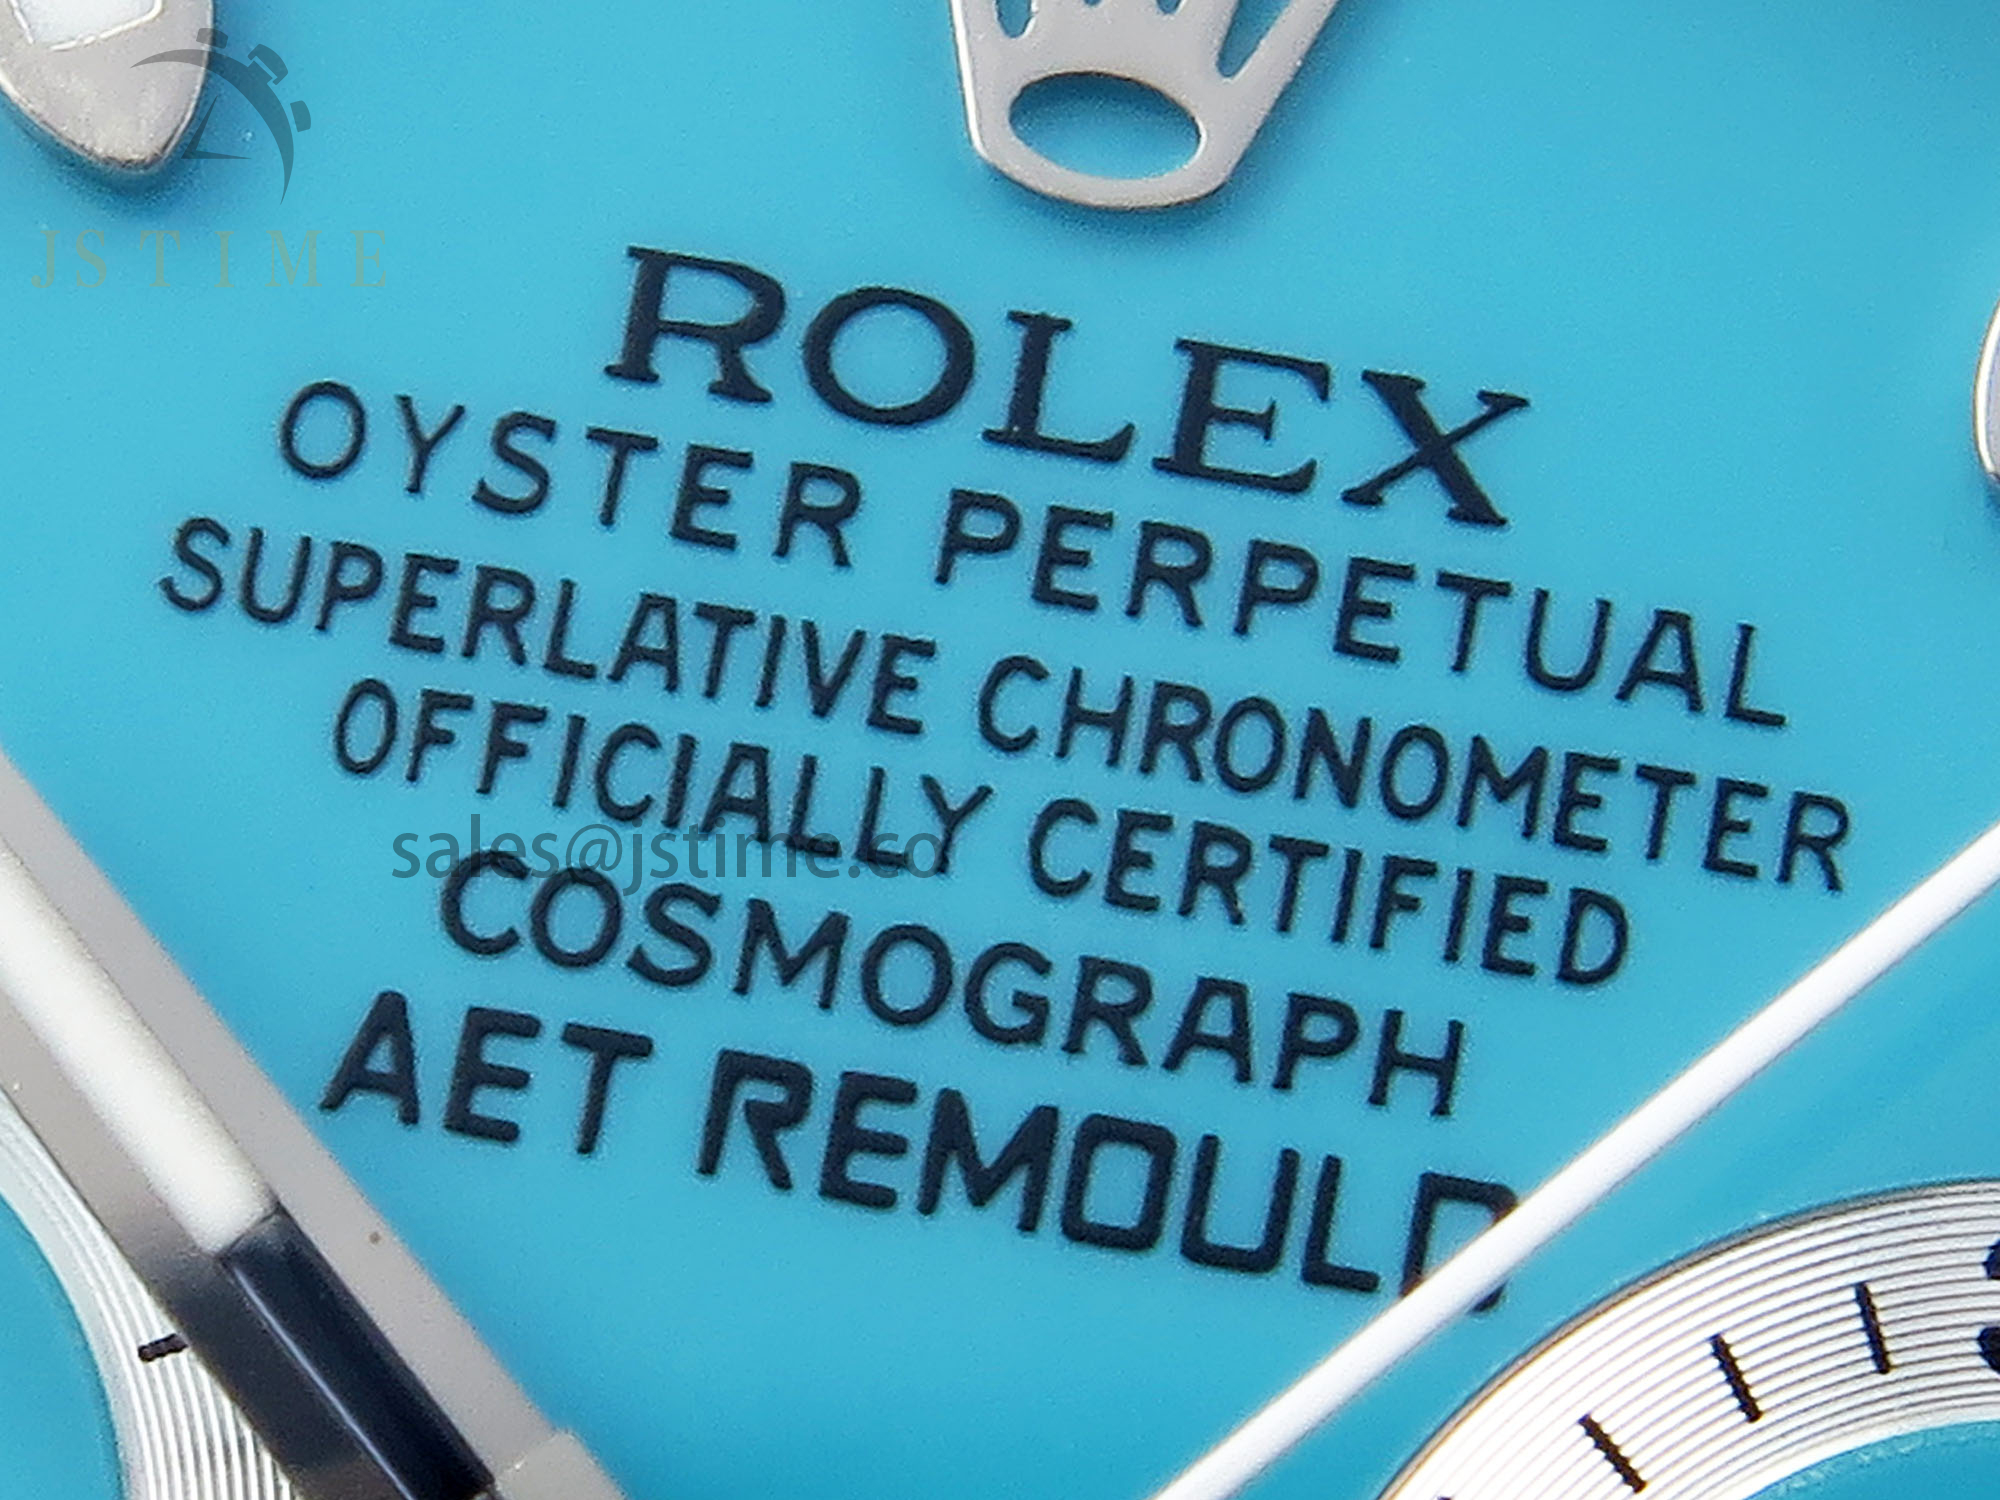 JSTIME
ROLEX
OYSTER PERPETUAL
SUPERLATIVE CHRONOMETER
OFFICIALLY CERTIFIED
sales@jstime.co
COSMOGRAPH
AET REMOULD